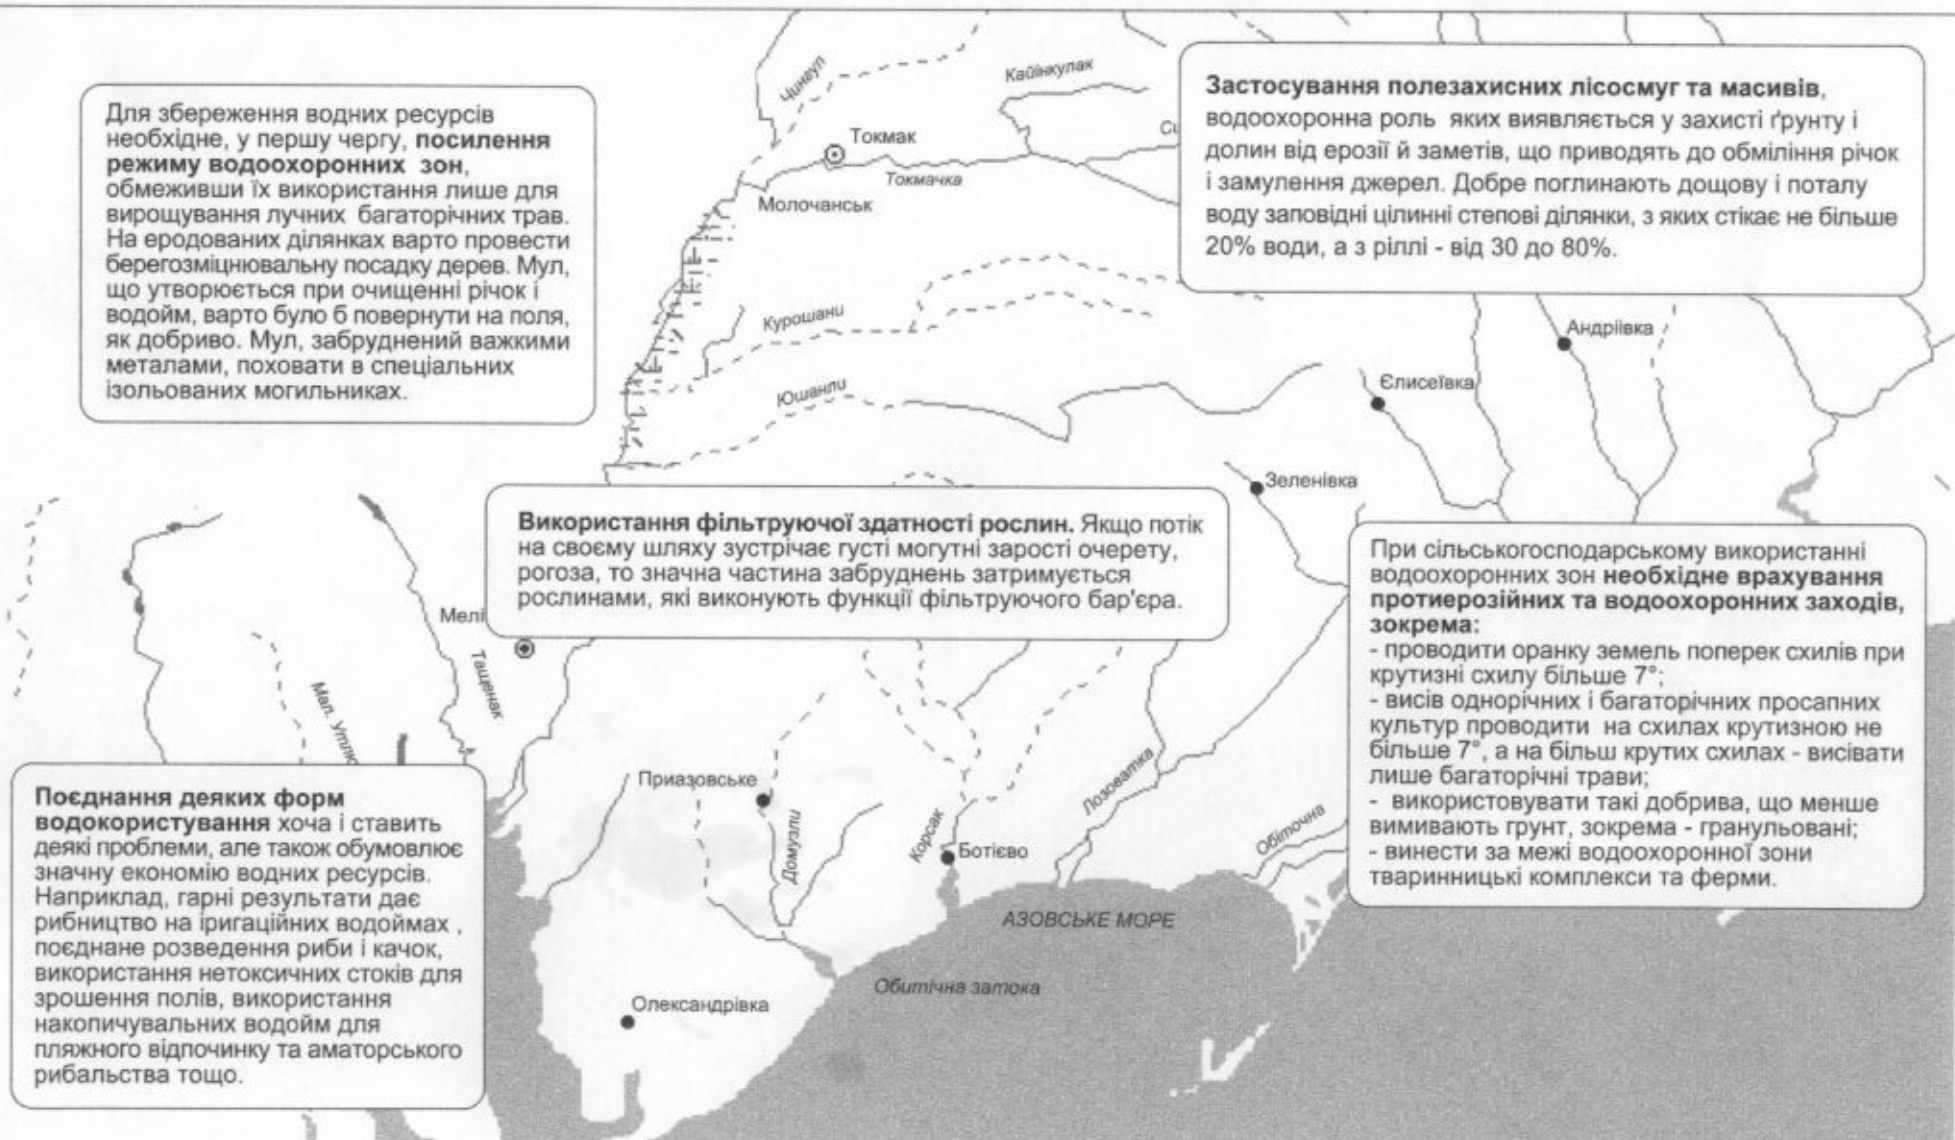 Для збереження водних ресурсів
необхідне, у першу чергу, посилення
режиму водоохоронних зон,
обмеживши їх використання лише для
вирощування лучних багаторічних трав.
На еродованих ділянках варто провести
берегозміцнювальну посадку дерев. Мул,
що утворюється при очищенні річок і
водойм, варто було б повернути на поля,
як добриво. Мул, забруднений важкими
металами, поховати в спеціальних
ізольованих могильниках.
Чингул
Кайінкулак
Токмак
Токмачка
Молочанськ
Застосування полезахисних лісосмуг та масивів,
водоохоронна роль яких виявляється у захисті ґрунту і
долин від ерозії й заметів, що приводять до обміління річок
і замулення джерел. Добре поглинають дощову і поталу
воду заповідні цілинні степові ділянки, з яких стікає не більше
20% води, а з ріллі - від 30 до 80%.
Курошани
Юшанли
Андріівка
Єлисеївка
Зеленівка
Використання фільтруючої здатності рослин. Якщо потік
на своєму шляху зустрічає густі могутні зарості очерету,
рогоза, то значна частина забруднень затримується
рослинами, які виконують функції фільтруючого бар'єра.
Мелі
Ташенак
Мал. Утлю
При сільськогосподарському використанні
водоохоронних зон необхідне врахування
протиерозійних та водоохоронних заходів,
зокрема:
- проводити оранку земель поперек схилів при
крутизні схилу більше 7°;
- висів однорічних і багаторічних просапних
культур проводити на схилах крутизною не
більше 7°, а на більш крутих схилах - висівати
лише багаторічні трави;
- використовувати такі добрива, що менше
вимивають грунт, зокрема - гранульовані;
- винести за межі водоохоронної зони
тваринницькі комплекси та ферми.
Поєднання деяких форм
водокористування хоча і ставить
деякі проблеми, але також обумовлює
значну економію водних ресурсів.
Наприклад, гарні результати дає
рибництво на іригаційних водоймах ,
поєднане розведення риби і качок,
використання нетоксичних стоків для
зрошення полів, використання
накопичувальних водойм для
пляжного відпочинку та аматорського
рибальства тощо.
Приазовське
Домузли
Корсак
Ботієво
Лозоватка
Обіточна
АЗОВСЬКЕ МОРЕ
Обитічна затока
Олександрівка